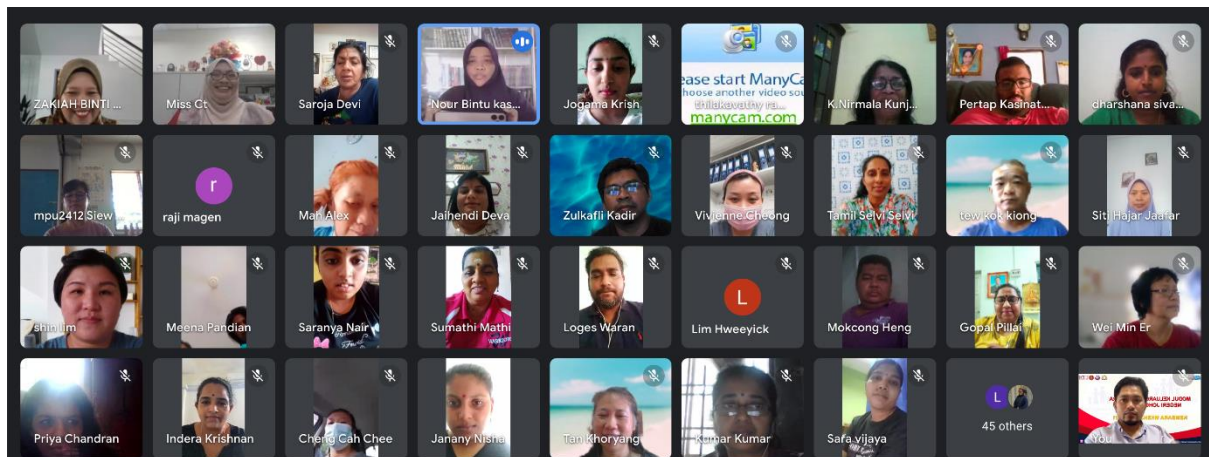 ZAKIAH BINTI ...
Miss Ct
Saroja Devi
Nour Bintu kas...
Jogama Krish
ease start ManyCa
hoose another video sou
thilakavathy ra...
manycam.com
K.Nirmala Kunj...
Pertap Kasinat...
dharshana siva...
mpu2412 Siew ...
r
raji magen
Mah Alex
Jaihendi Deva
Zulkafli Kadir
Vivienne Cheong
Tamil Selvi Selvi
tew kok kiong
Siti Hajar Jaafar
shin lim
Meena Pandian
Saranya Nair
Sumathi Mathi
Loges Waran
L
Lim Hweeyick
Mokcong Heng
Gopal Pillai
Wei Min Er
Priya Chandran
Indera Krishnan
Cheng Cah Chee
Janany Nisha
Tan Khoryang
Kumar Kumar
Safa vijaya
L
45 others
You